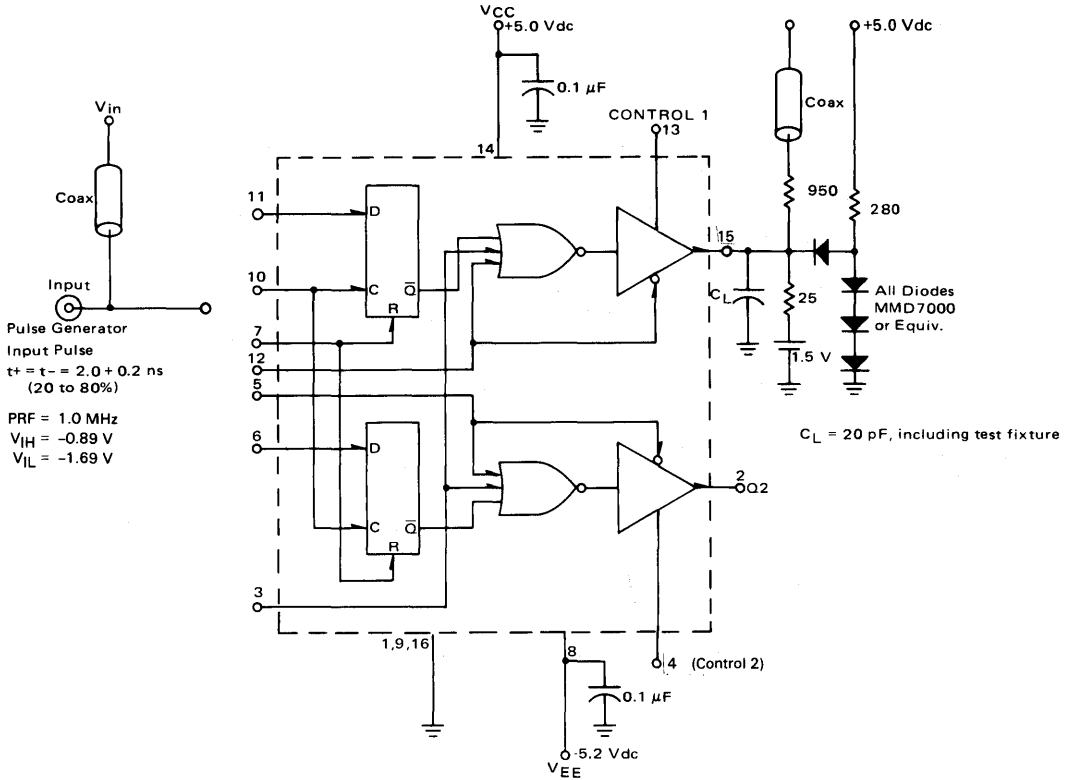 VCC
+5.0 Vdc
+5.0 Vdc
0.1 µF
Vin
CONTROL 1
13
Coax
14
Coax
11
D
950
280
15
10
C
Q̅
R
CL
25
Input
7
Pulse Generator
12
All Diodes
MMD7000
or Equiv.
Input Pulse
t+ = t− = 2.0 + 0.2 ns
(20 to 80%)
1.5 V
5
PRF = 1.0 MHz
VIH = −0.89 V
VIL = −1.69 V
6
D
CL = 20 pF, including test fixture
2
Q2
C
Q̅
R
3
1,9,16
8
4 (Control 2)
0.1 µF
-5.2 Vdc
VEE